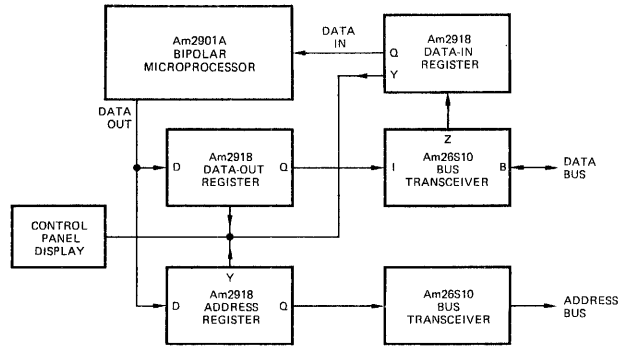 Am2901A
BIPOLAR
MICROPROCESSOR
DATA
IN
Q
Y
Am2918
DATA-IN
REGISTER
DATA
OUT
Z
D
Am2918
DATA-OUT
REGISTER
Q
I
Am26S10
BUS
TRANSCEIVER
B
DATA
BUS
CONTROL
PANEL
DISPLAY
Y
D
Am2918
ADDRESS
REGISTER
Q
Am26S10
BUS
TRANSCEIVER
ADDRESS
BUS